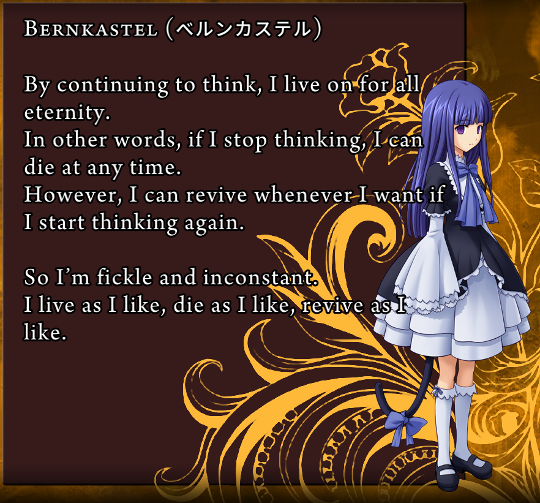 Bernkastel (ベルンカステル)
By continuing to think, I live on for all
eternity.
In other words, if I stop thinking, I can
die at any time.
However, I can revive whenever I want if
I start thinking again.
So I'm fickle and inconstant.
I live as I like, die as I like, revive as I
like.